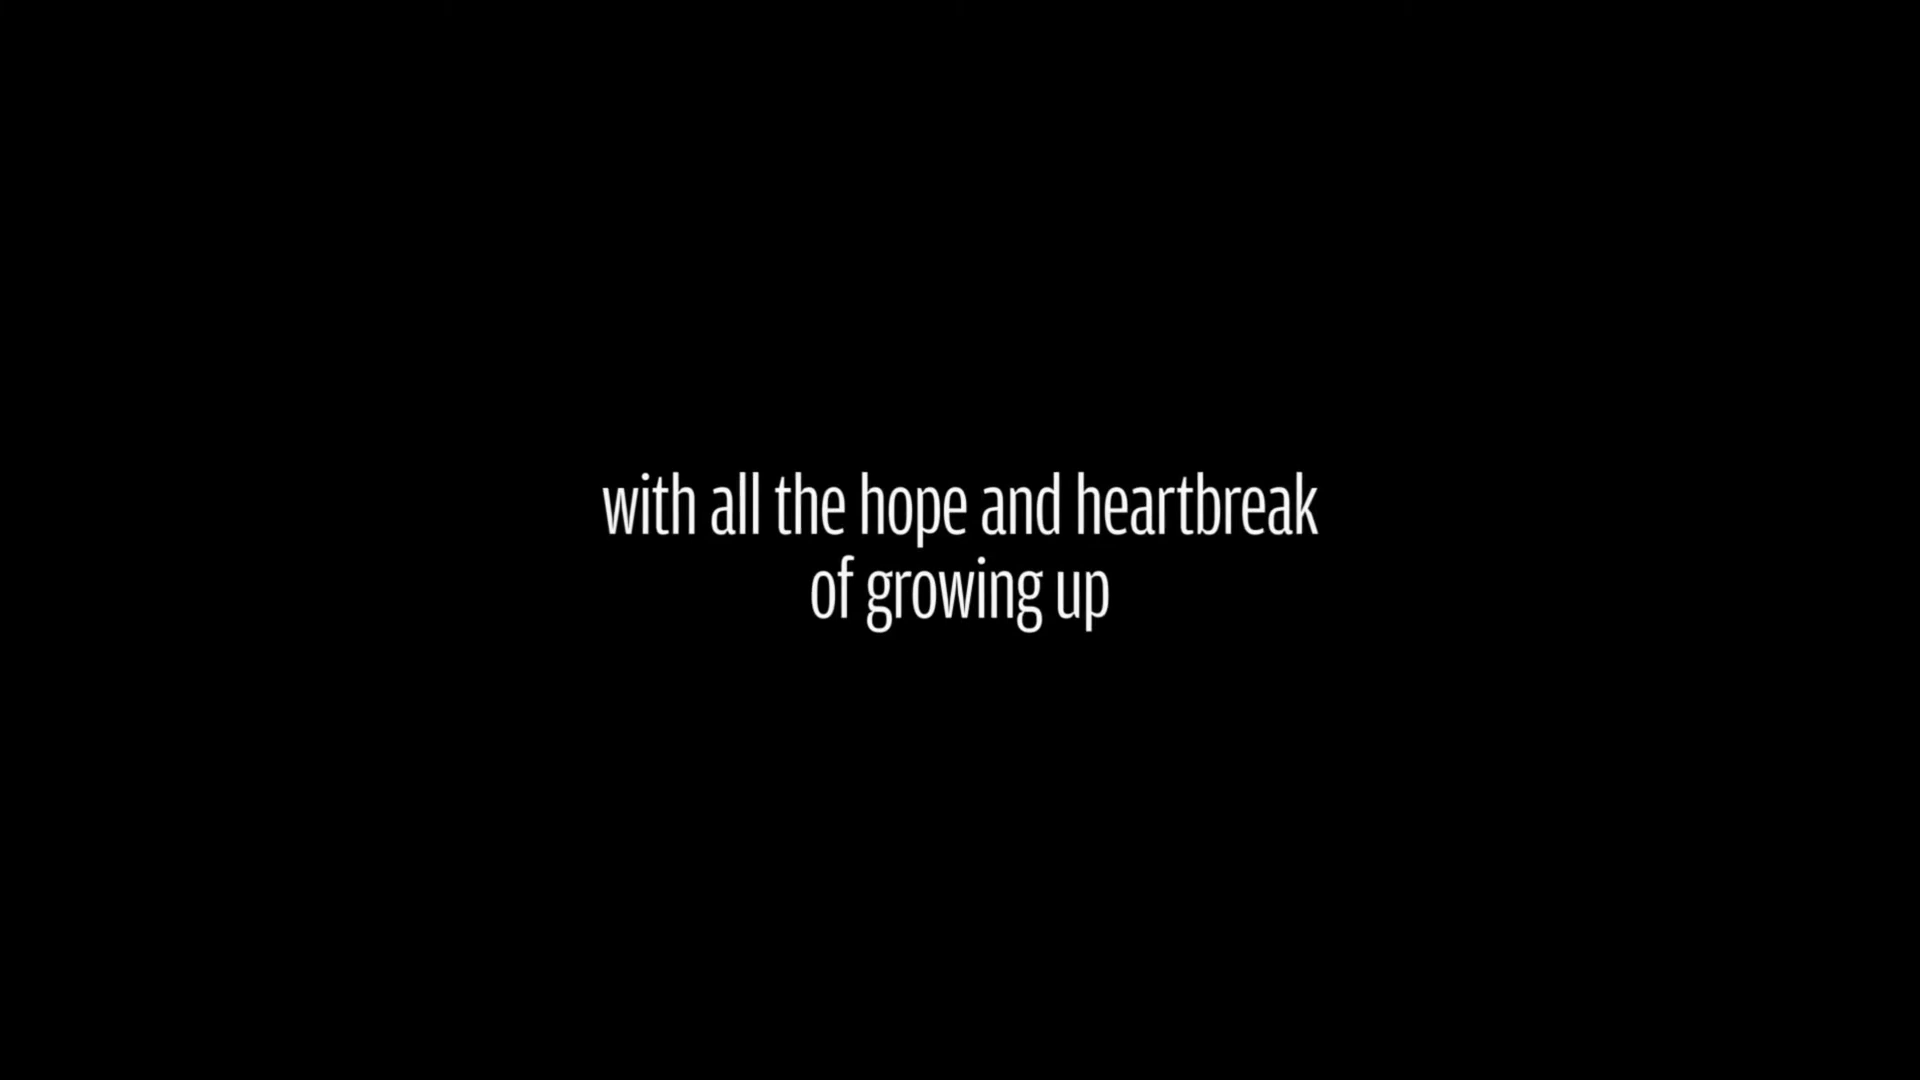 with all the hope and heartbreak
of growing up